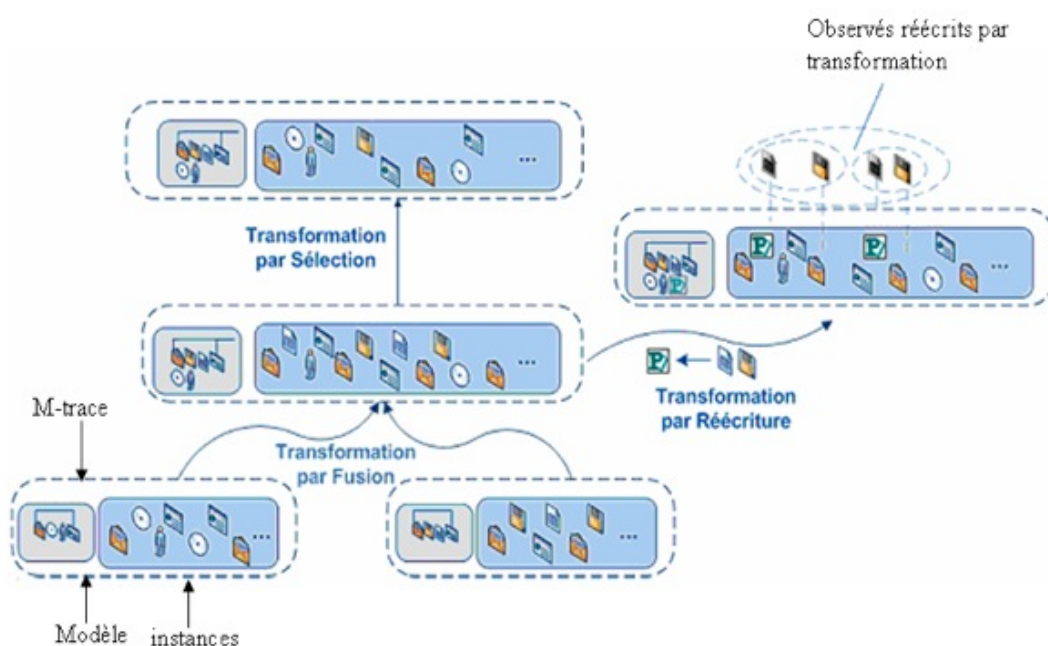 Observés réécrits par
transformation
Transformation
par Sélection
...
...
...
P
P
P
P
Transformation
par Réécriture
M-trace
Transformation
par Fusion
...
...
Modèle
instances